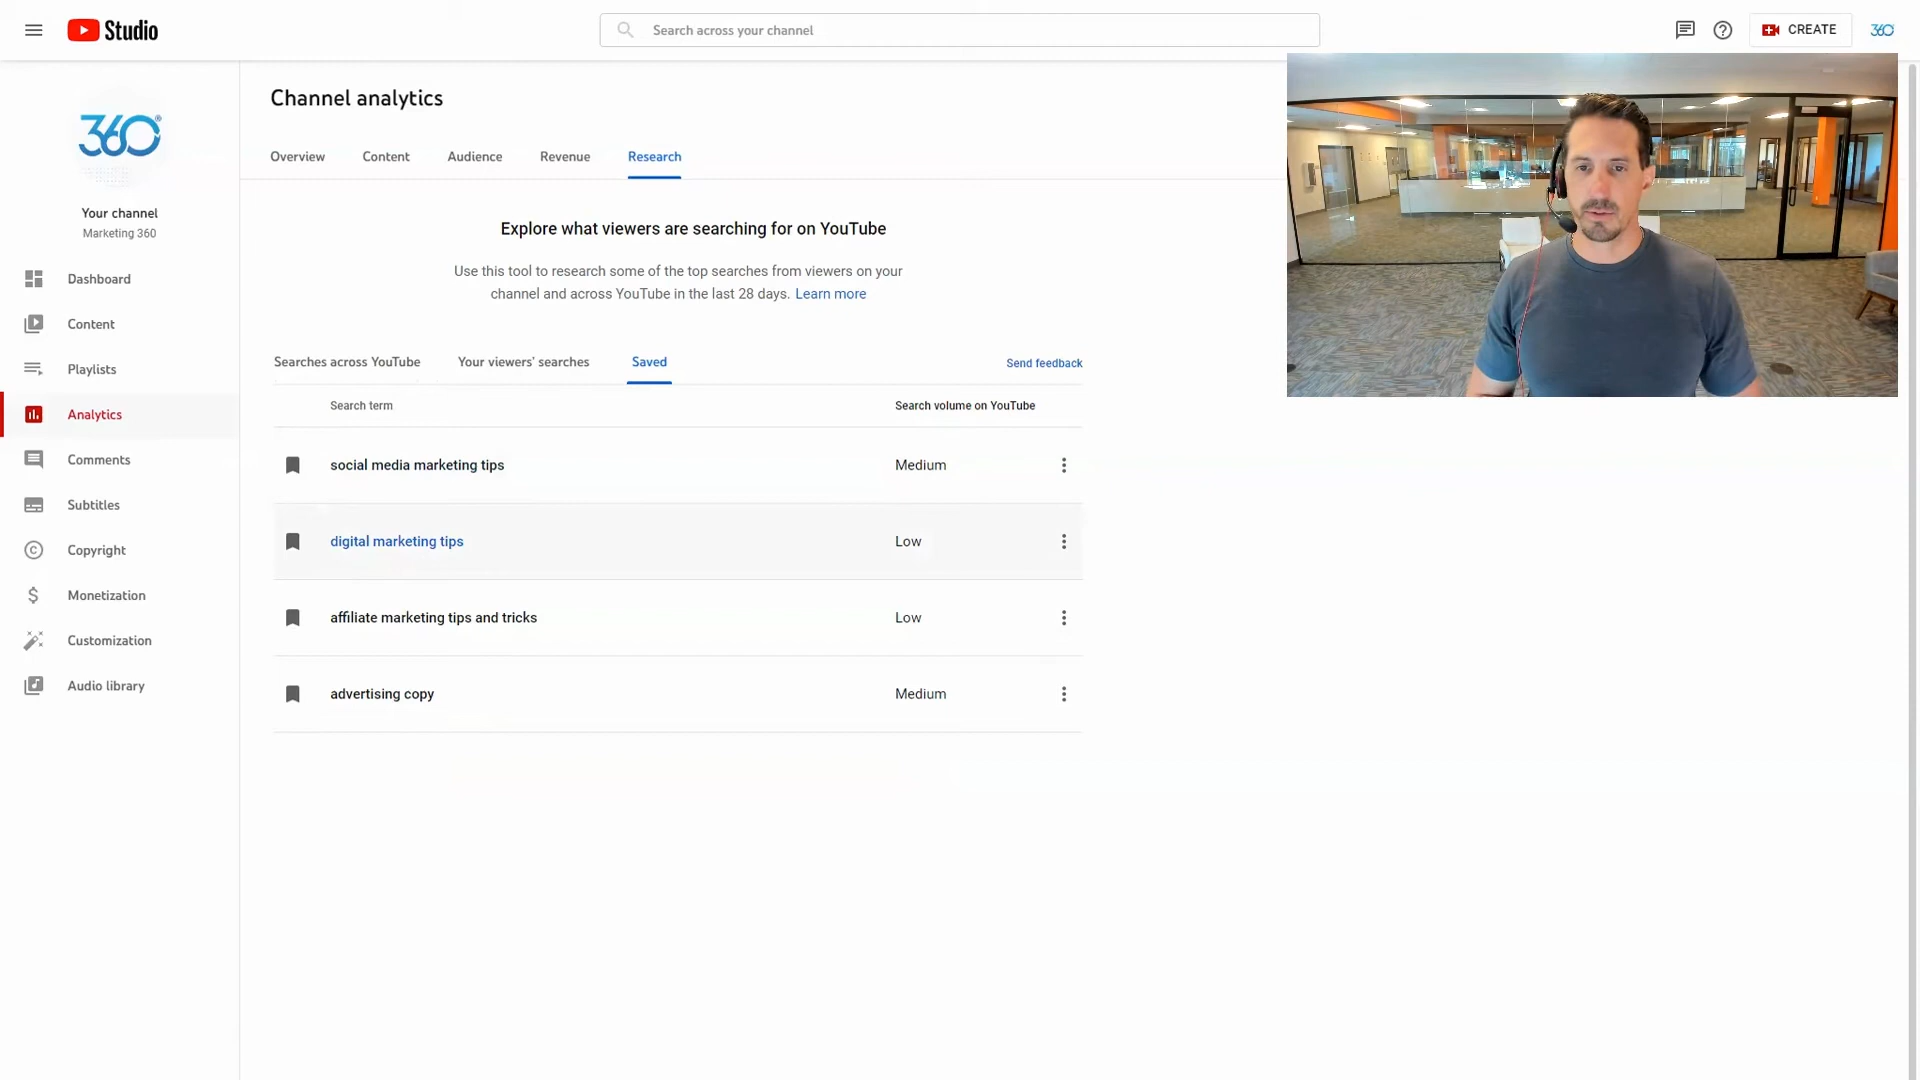 Studio
Search across your channel
CREATE
360
360
Your channel
Marketing 360
Dashboard
Content
Playlists
Analytics
Comments
Subtitles
Copyright
Monetization
Customization
Audio library
Channel analytics
Overview Content Audience Revenue Research
Explore what viewers are searching for on YouTube
Use this tool to research some of the top searches from viewers on your
channel and across YouTube in the last 28 days. Learn more
Searches across YouTube Your viewers' searches Saved Send feedback
Search term Search volume on YouTube
social media marketing tips Medium
digital marketing tips Low
affiliate marketing tips and tricks Low
advertising copy Medium